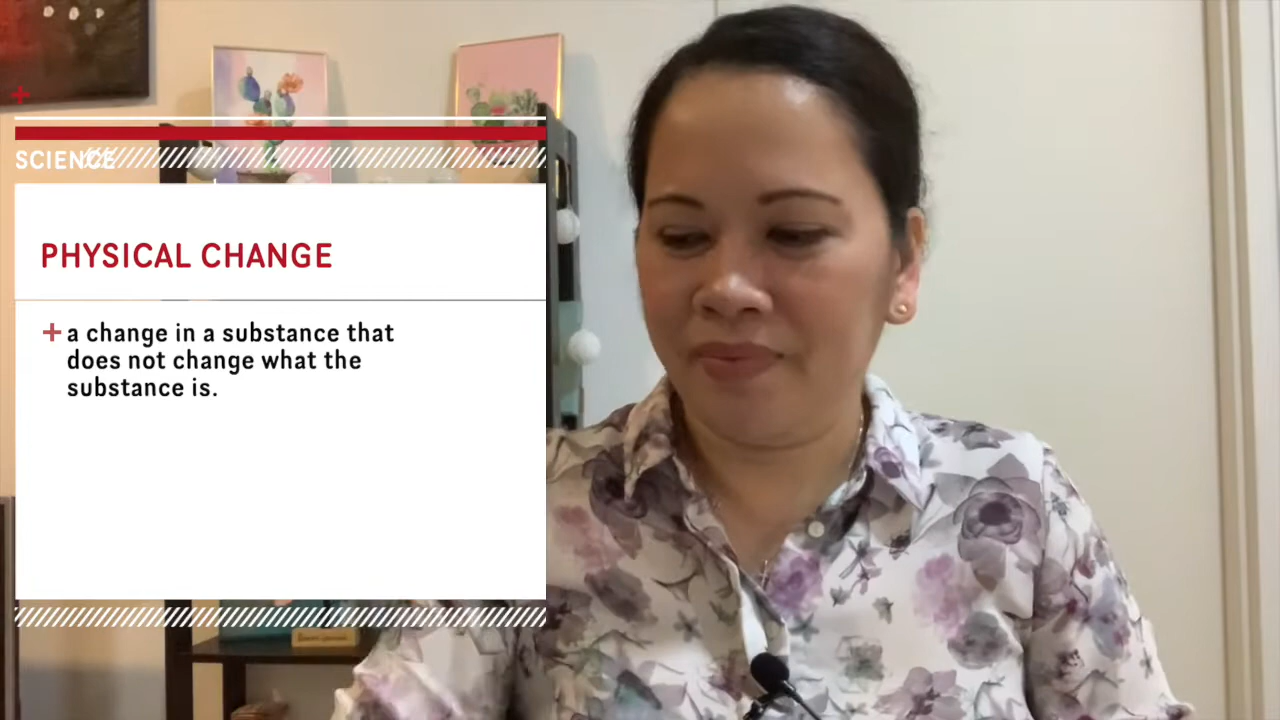 SCIENCE
PHYSICAL CHANGE
+ a change in a substance that
does not change what the
substance is.